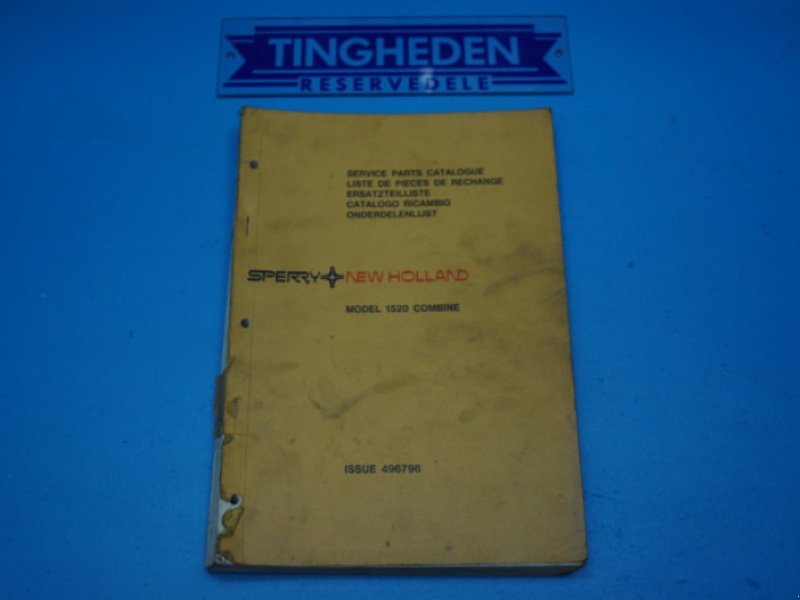 TINGHEDEN
RESERVEDELE
SERVICE PARTS CATALOGUE
LISTE DE PIECES DE RECHANGE
ERSATZTEILLISTE
CATALOGO RICAMBIO
ONDERDELENLIJST
SPERRY NEW HOLLAND
MODEL 1520 COMBINE
ISSUE 496796